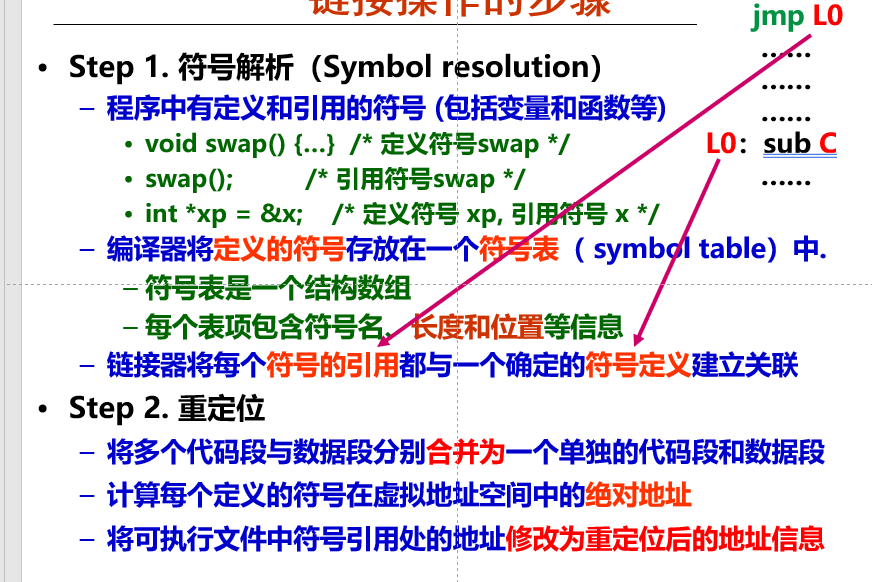 链接操作的步骤
jmp L0
……
……
……
L0：sub C
……
• Step 1. 符号解析（Symbol resolution）
– 程序中有定义和引用的符号 (包括变量和函数等)
• void swap() {…} /* 定义符号swap */
• swap(); /* 引用符号swap */
• int *xp = &x; /* 定义符号 xp, 引用符号 x */
– 编译器将定义的符号存放在一个符号表（ symbol table）中.
– 符号表是一个结构数组
– 每个表项包含符号名、长度和位置等信息
– 链接器将每个符号的引用都与一个确定的符号定义建立关联
• Step 2. 重定位
– 将多个代码段与数据段分别合并为一个单独的代码段和数据段
– 计算每个定义的符号在虚拟地址空间中的绝对地址
– 将可执行文件中符号引用处的地址修改为重定位后的地址信息